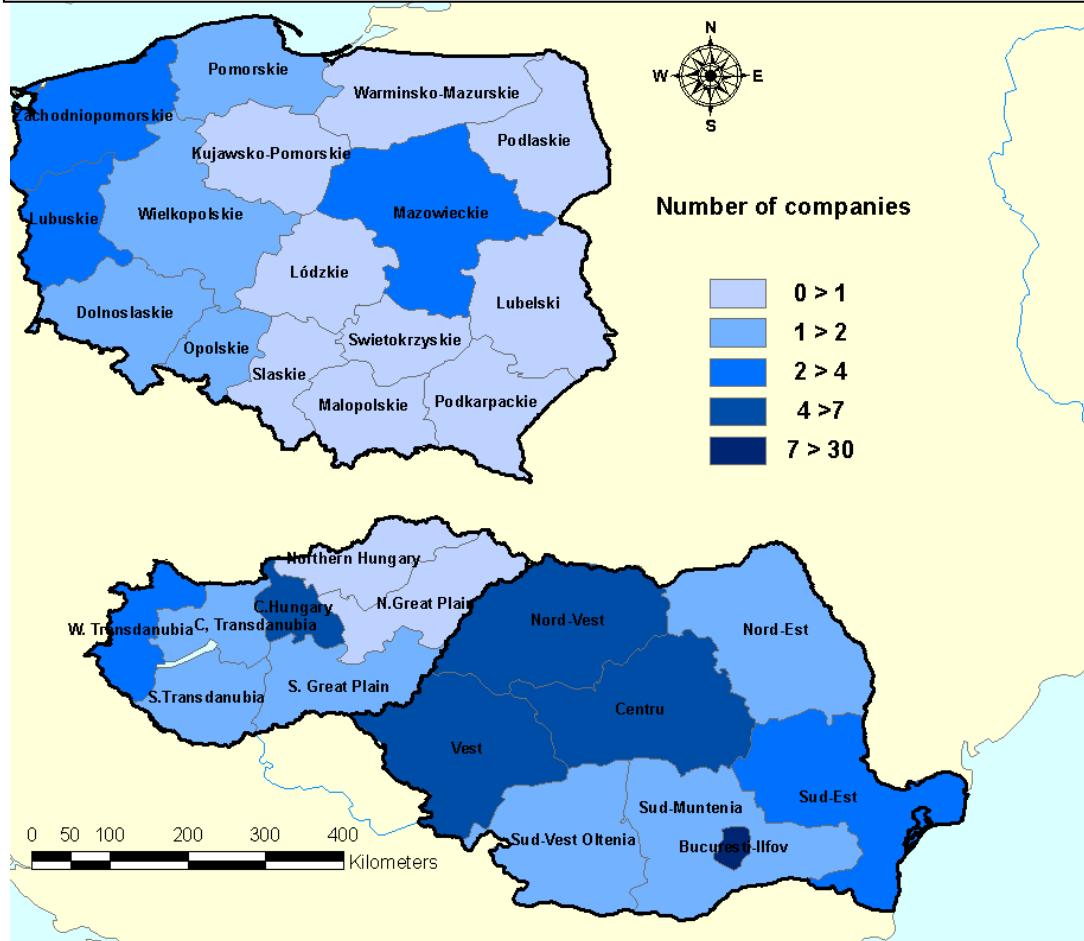 N
W
E
S
Pomorskie
Warminsko-Mazurskie
Zachodniopomorskie
Podlaskie
Kujawsko-Pomorskie
Lubuskie
Wielkopolskie
Mazowieckie
Number of companies
Lódzkie
0 > 1
Lubelski
Dolnoslaskie
1 > 2
Swietokrzyskie
Opolskie
Slaskie
2 > 4
Malopolskie
Podkarpackie
4 >7
7 > 30
Northern Hungary
N.Great Plain
C.Hungary
W. Transdanubia
C, Transdanubia
Nord-Vest
Nord-Est
S.Transdanubia
S. Great Plain
Centru
Vest
Sud-Est
Sud-Muntenia
Sud-Vest Oltenia
Bucuresti-Ilfov
0 50 100 200 300 400
Kilometers